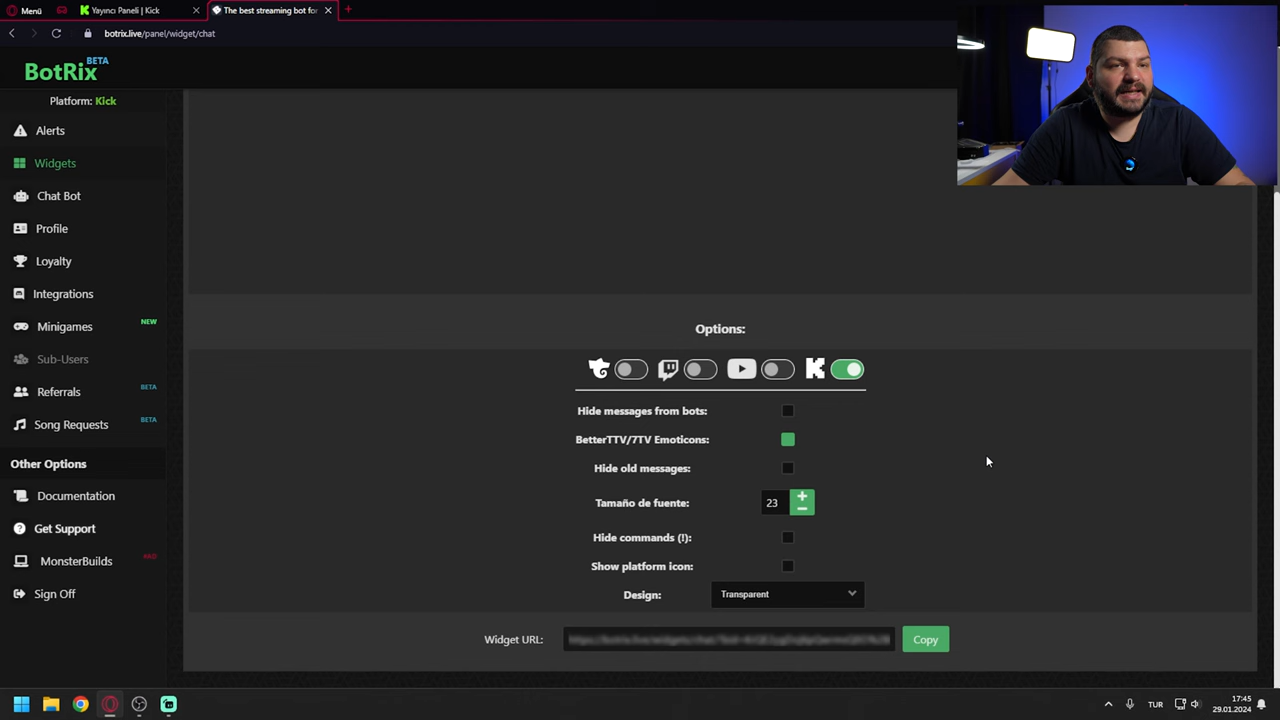 Menü
Yayıncı Paneli | Kick
The best streaming bot for
botrix.live/panel/widget/chat
BotRix BETA
Platform: Kick
Alerts
Widgets
Chat Bot
Profile
Loyalty
Integrations
Minigames NEW
Sub-Users
Referrals BETA
Song Requests BETA
Other Options
Documentation
Get Support
MonsterBuilds
Sign Off
Options:
Hide messages from bots:
BetterTTV/7TV Emoticons:
Hide old messages:
Tamaño de fuente: 23
Hide commands (!):
Show platform icon:
Design: Transparent
Widget URL: Copy
TUR
17:45
29.01.2024